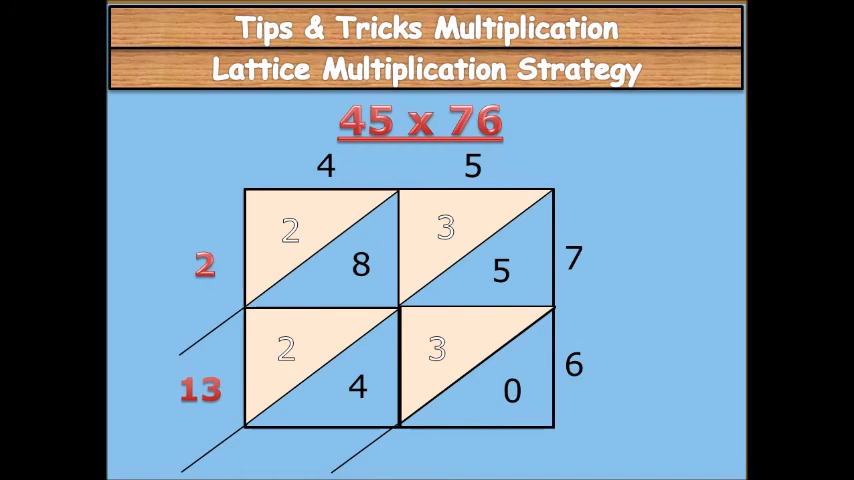 Tips & Tricks Multiplication
Lattice Multiplication Strategy
45 x 76
4 5
2 3
2 8 5 7
2 3
13 4 0 6